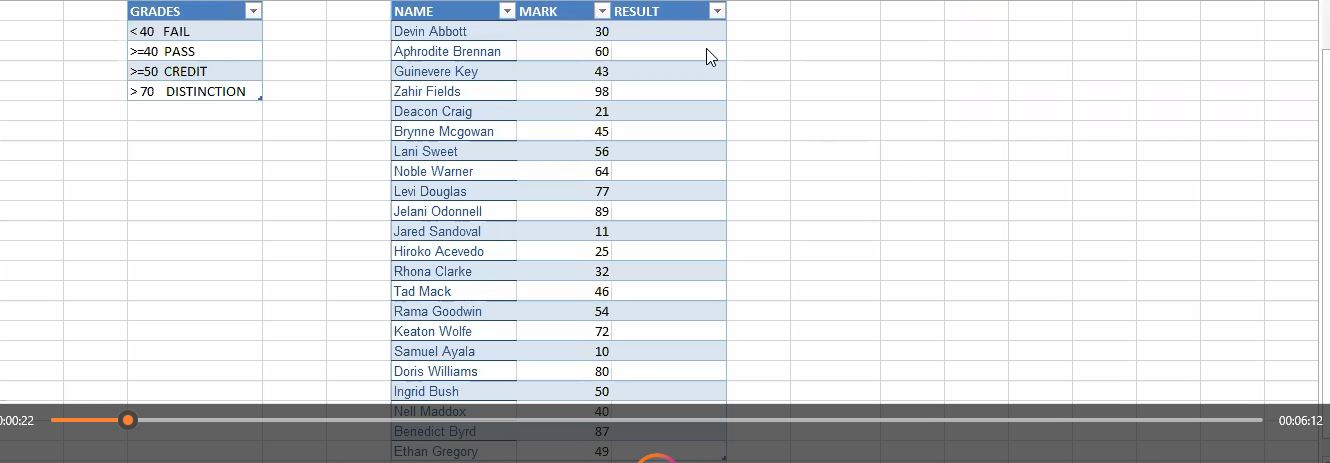 GRADES NAME MARK RESULT
< 40 FAIL Devin Abbott 30
>=40 PASS Aphrodite Brennan 60
>=50 CREDIT Guinevere Key 43
> 70 DISTINCTION Zahir Fields 98
Deacon Craig 21
Brynne Mcgowan 45
Lani Sweet 56
Noble Warner 64
Levi Douglas 77
Jelani Odonnell 89
Jared Sandoval 11
Hiroko Acevedo 25
Rhona Clarke 32
Tad Mack 46
Rama Goodwin 54
Keaton Wolfe 72
Samuel Ayala 10
Doris Williams 80
Ingrid Bush 50
Nell Maddox 40
0:00:22 00:06:12
Benedict Byrd 87
Ethan Gregory 49